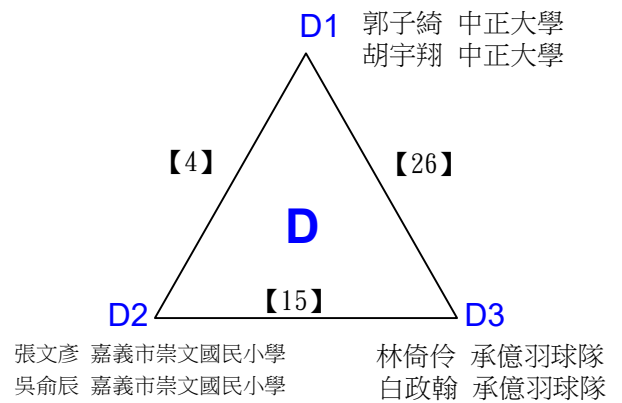 D1 郭子綺 中正大學
胡宇翔 中正大學
【4】 【26】
D
【15】
D2 D3
張文彥 嘉義市崇文國民小學 林倚伶 承億羽球隊
吳俞辰 嘉義市崇文國民小學 白政翰 承億羽球隊